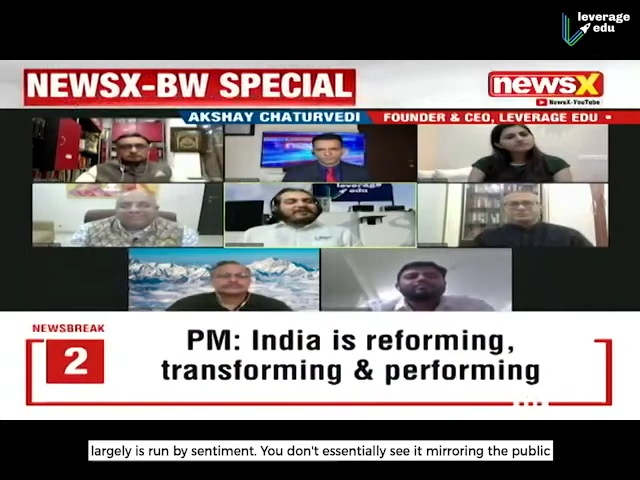 leverage
edu
NEWSX-BW SPECIAL
newsX
NewsX-YouTube
AKSHAY CHATURVEDI
FOUNDER & CEO, LEVERAGE EDU
leverage
edu
NEWSBREAK
2
PM: India is reforming,
transforming & performing
largely is run by sentiment. You don't essentially see it mirroring the public